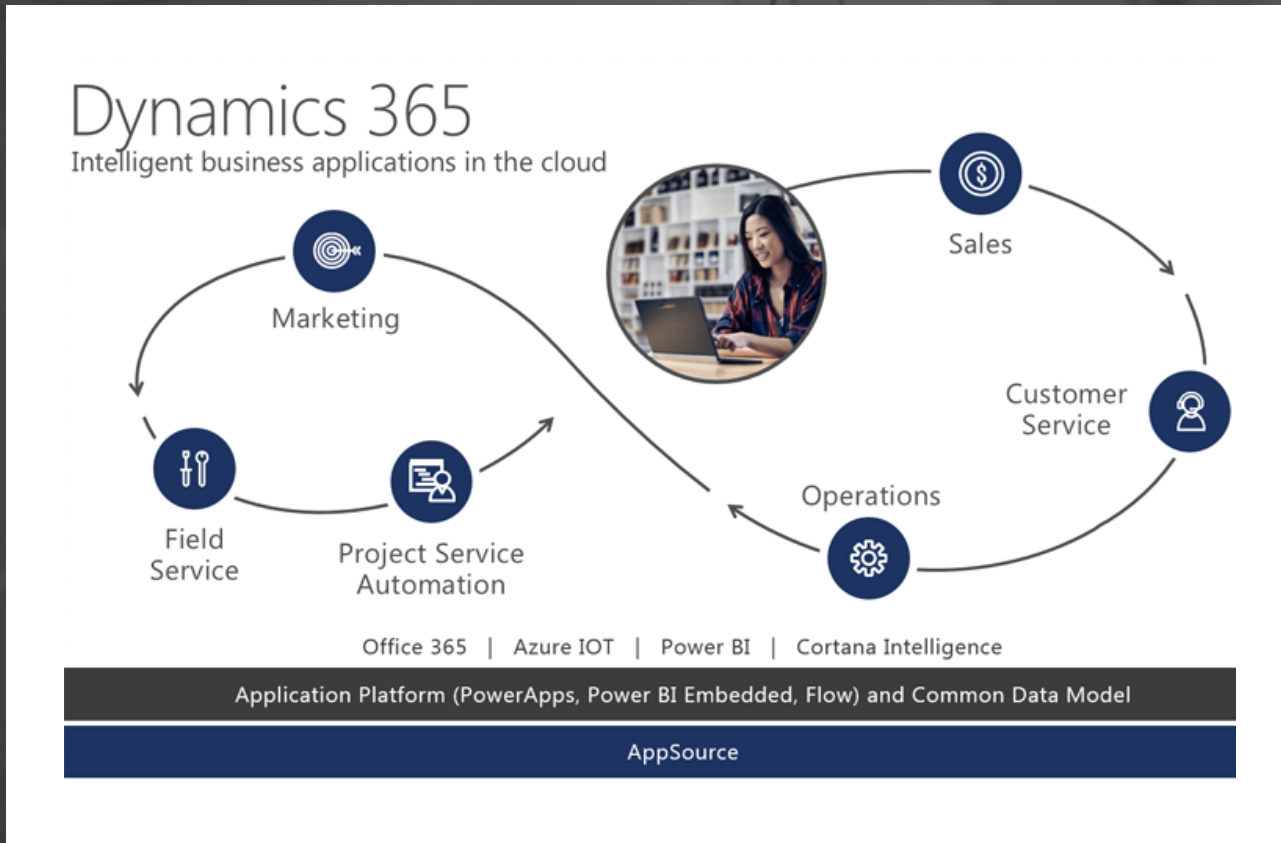 Dynamics 365
Intelligent business applications in the cloud
Sales
Marketing
Customer
Service
Operations
Field
Service
Project Service
Automation
Office 365 | Azure IOT | Power BI | Cortana Intelligence
Application Platform (PowerApps, Power BI Embedded, Flow) and Common Data Model
AppSource